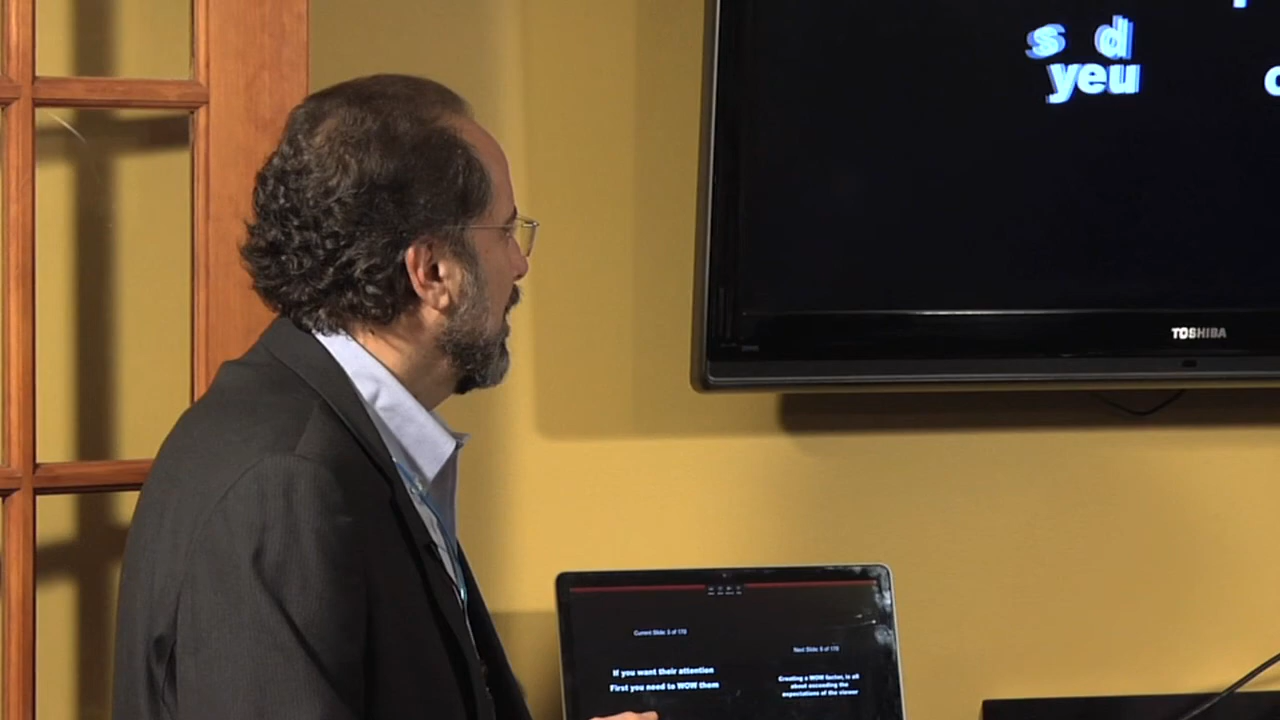 s d
yeu
TOSHIBA
Current Slide: 5 of 170
Next Slide: 6 of 170
If you want their attention
First you need to WOW them
Creating a WOW factor, is all
about exceeding the
expectations of the viewer